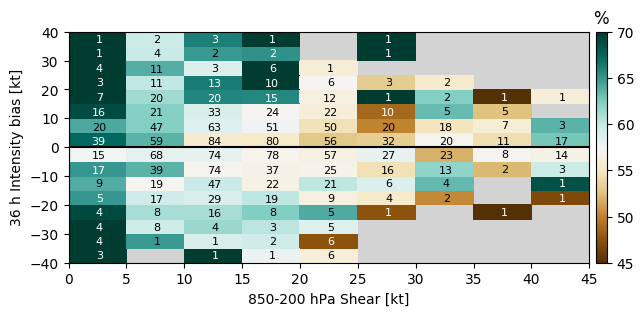 %
40
1 2 3 1 1
70
1 4 2 2 1
30
4 11 3 6 1
3 11 13 10 6 3 2
20
65
7 20 20 15 12 1 2 1 1
16 21 33 24 22 10 5 5
10
20 47 63 51 50 20 18 7 3
60
39 59 84 80 56 32 20 11 17
0
15 68 74 78 57 27 23 8 14
17 39 74 37 25 16 13 2 3
−10
55
9 19 47 22 21 6 4 1
5 17 29 19 9 4 2 1
−20
4 8 16 8 5 1 1
50
4 8 4 3 5
−30
4 1 1 2 6
3 1 1 6
−40
45
36 h Intensity bias [kt]
0 5 10 15 20 25 30 35 40 45
850-200 hPa Shear [kt]